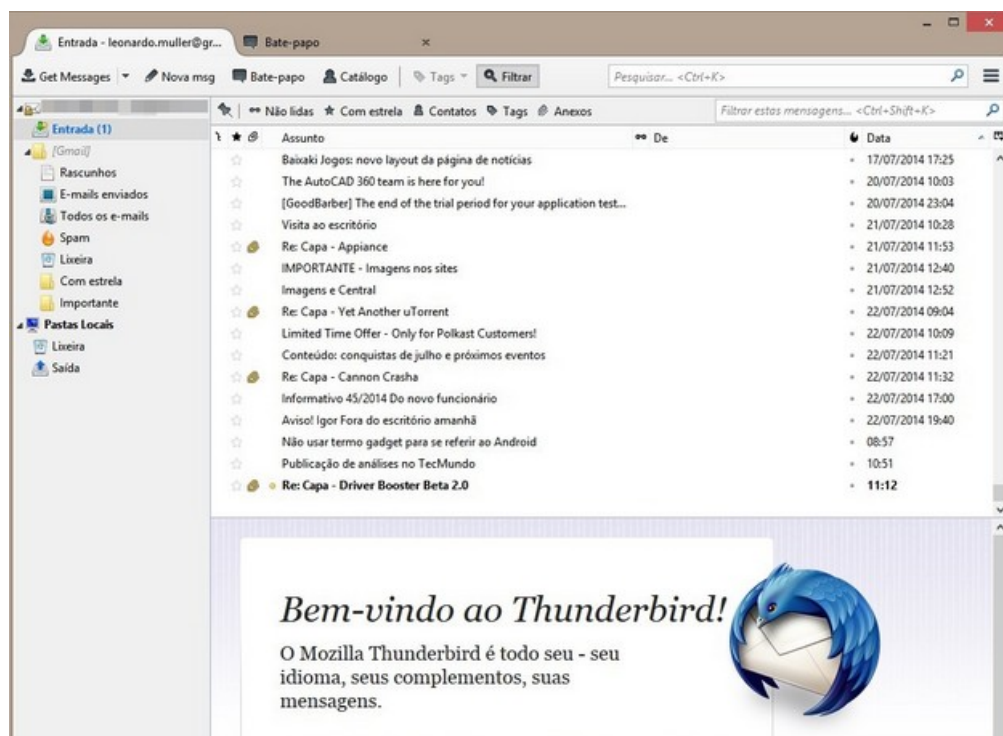 Entrada - leonardo.muller@gr... Bate-papo
Get Messages Nova msg Bate-papo Catálogo Tags Filtrar Pesquisar... <Ctrl+K>
Não lidas Com estrela Contatos Tags Anexos Filtrar estas mensagens... <Ctrl+Shift+K>
Entrada (1)
[Gmail]
Rascunhos
E-mails enviados
Todos os e-mails
Spam
Lixeira
Com estrela
Importante
Pastas Locais
Lixeira
Saída
Assunto De Data
Baixaki Jogos: novo layout da página de notícias 17/07/2014 17:25
The AutoCAD 360 team is here for you! 20/07/2014 10:03
[GoodBarber] The end of the trial period for your application test... 20/07/2014 23:04
Visita ao escritório 21/07/2014 10:28
Re: Capa - Appiance 21/07/2014 11:53
IMPORTANTE - Imagens nos sites 21/07/2014 12:40
Imagens e Central 21/07/2014 12:52
Re: Capa - Yet Another uTorrent 22/07/2014 09:04
Limited Time Offer - Only for Polkast Customers! 22/07/2014 10:09
Conteúdo: conquistas de julho e próximos eventos 22/07/2014 11:21
Re: Capa - Cannon Crasha 22/07/2014 11:32
Informativo 45/2014 Do novo funcionário 22/07/2014 17:00
Aviso! Igor Fora do escritório amanhã 22/07/2014 19:40
Não usar termo gadget para se referir ao Android 08:57
Publicação de análises no TecMundo 10:51
Re: Capa - Driver Booster Beta 2.0 11:12
Bem-vindo ao Thunderbird!
O Mozilla Thunderbird é todo seu - seu
idioma, seus complementos, suas
mensagens.